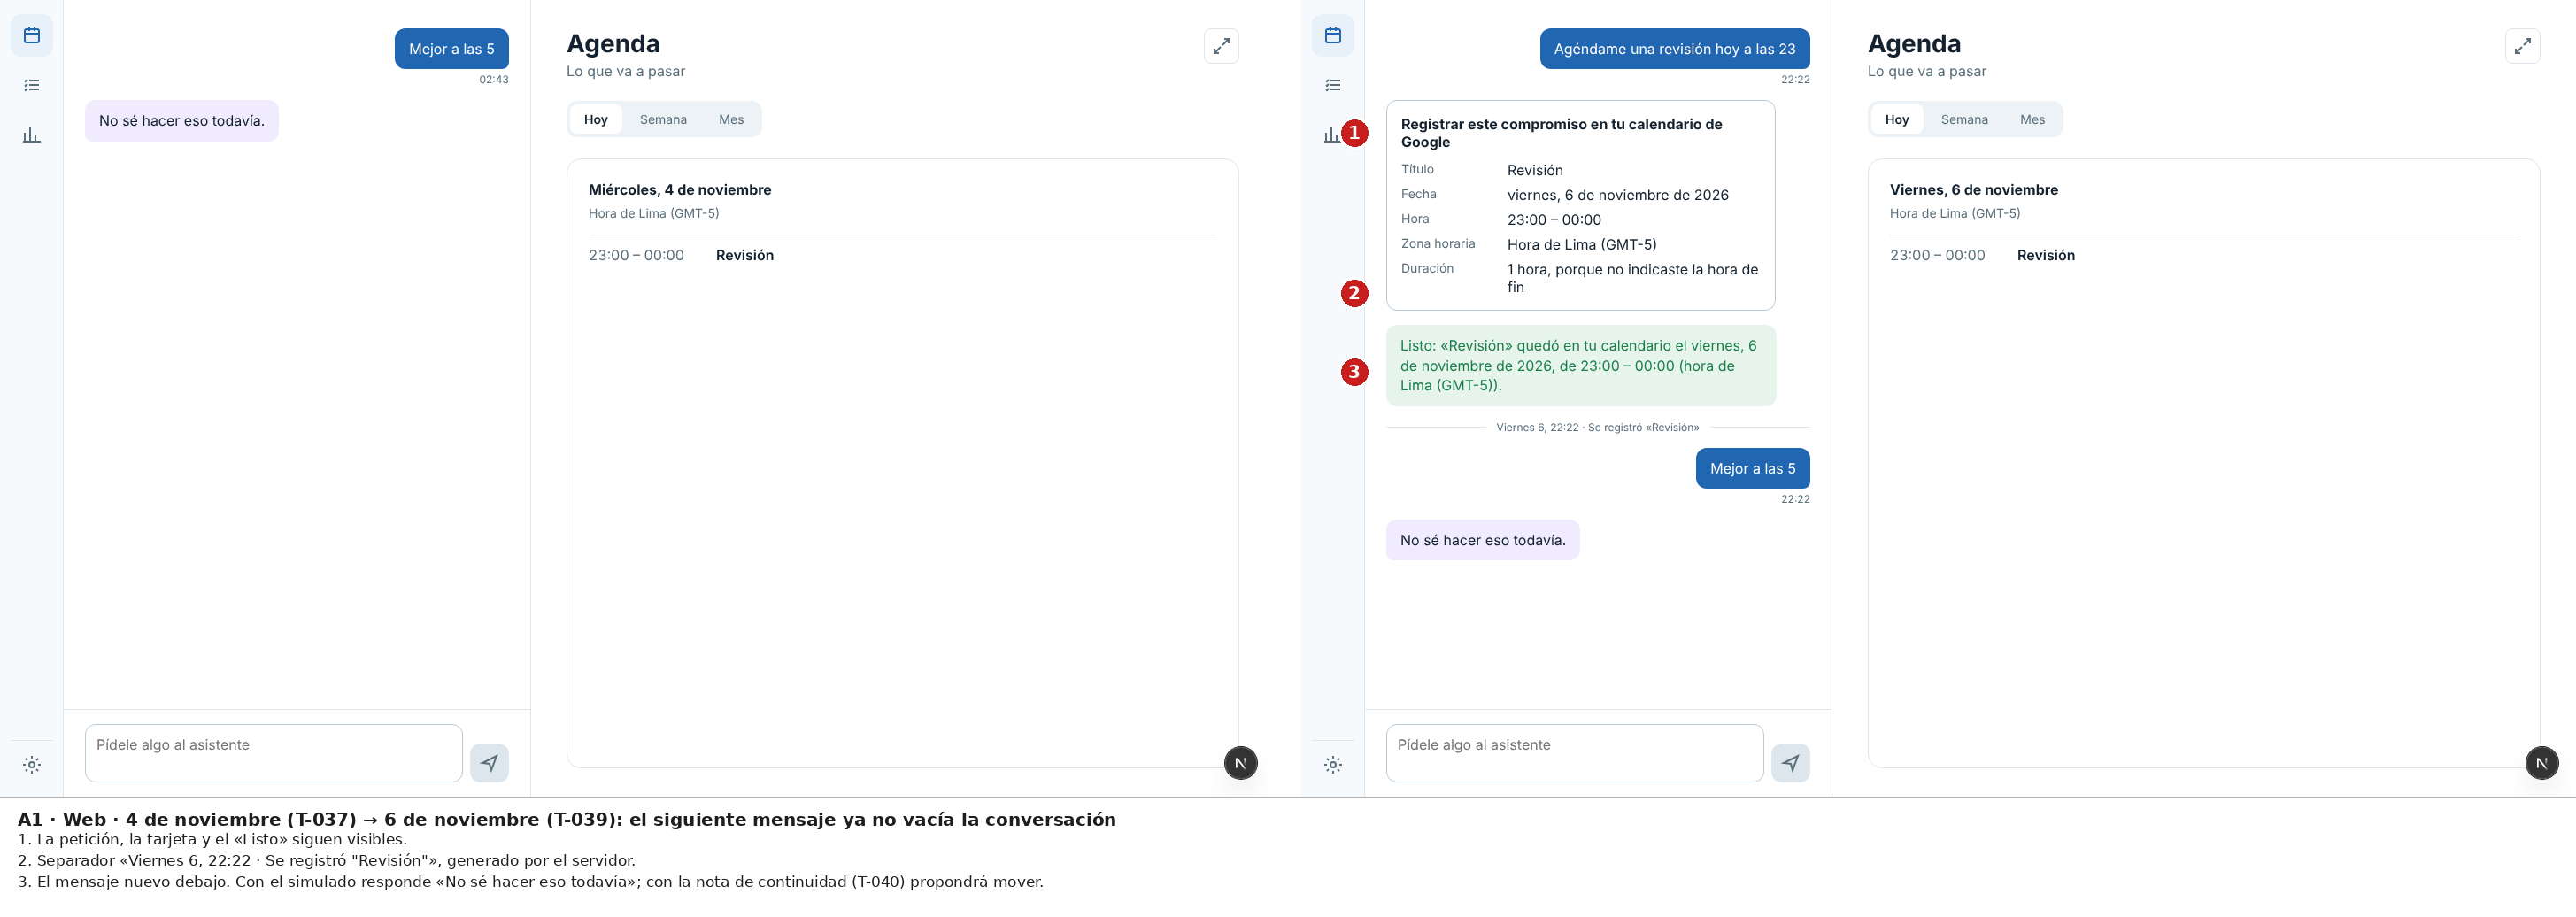 Mejor a las 5
02:43
No sé hacer eso todavía.
Pídele algo al asistente
Agenda
Lo que va a pasar
Hoy
Semana
Mes
Miércoles, 4 de noviembre
Hora de Lima (GMT-5)
23:00 – 00:00 Revisión
N
Agéndame una revisión hoy a las 23
22:22
1
Registrar este compromiso en tu calendario de
Google
Título Revisión
Fecha viernes, 6 de noviembre de 2026
Hora 23:00 – 00:00
Zona horaria Hora de Lima (GMT-5)
Duración 1 hora, porque no indicaste la hora de
fin
2
Listo: «Revisión» quedó en tu calendario el viernes, 6
de noviembre de 2026, de 23:00 – 00:00 (hora de
Lima (GMT-5)).
3
Viernes 6, 22:22 · Se registró «Revisión»
Mejor a las 5
22:22
No sé hacer eso todavía.
Pídele algo al asistente
Agenda
Lo que va a pasar
Hoy
Semana
Mes
Viernes, 6 de noviembre
Hora de Lima (GMT-5)
23:00 – 00:00 Revisión
N
A1 · Web · 4 de noviembre (T-037) → 6 de noviembre (T-039): el siguiente mensaje ya no vacía la conversación
1. La petición, la tarjeta y el «Listo» siguen visibles.
2. Separador «Viernes 6, 22:22 · Se registró "Revisión"», generado por el servidor.
3. El mensaje nuevo debajo. Con el simulado responde «No sé hacer eso todavía»; con la nota de continuidad (T-040) propondrá mover.